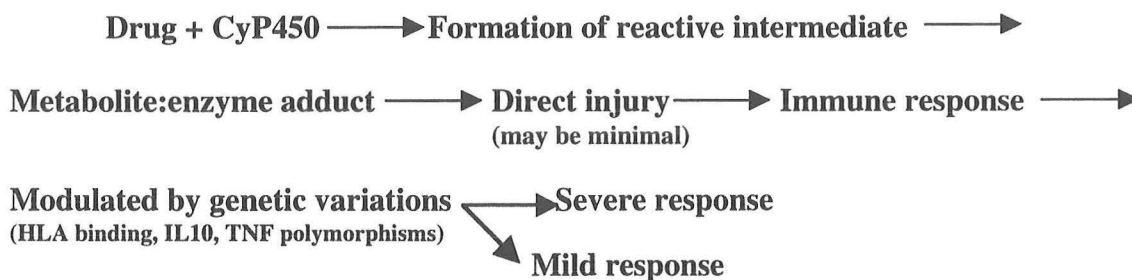 Drug + CyP450 Formation of reactive intermediate
Metabolite:enzyme adduct Direct injury Immune response
(may be minimal)
Modulated by genetic variations Severe response
(HLA binding, IL10, TNF polymorphisms)
Mild response